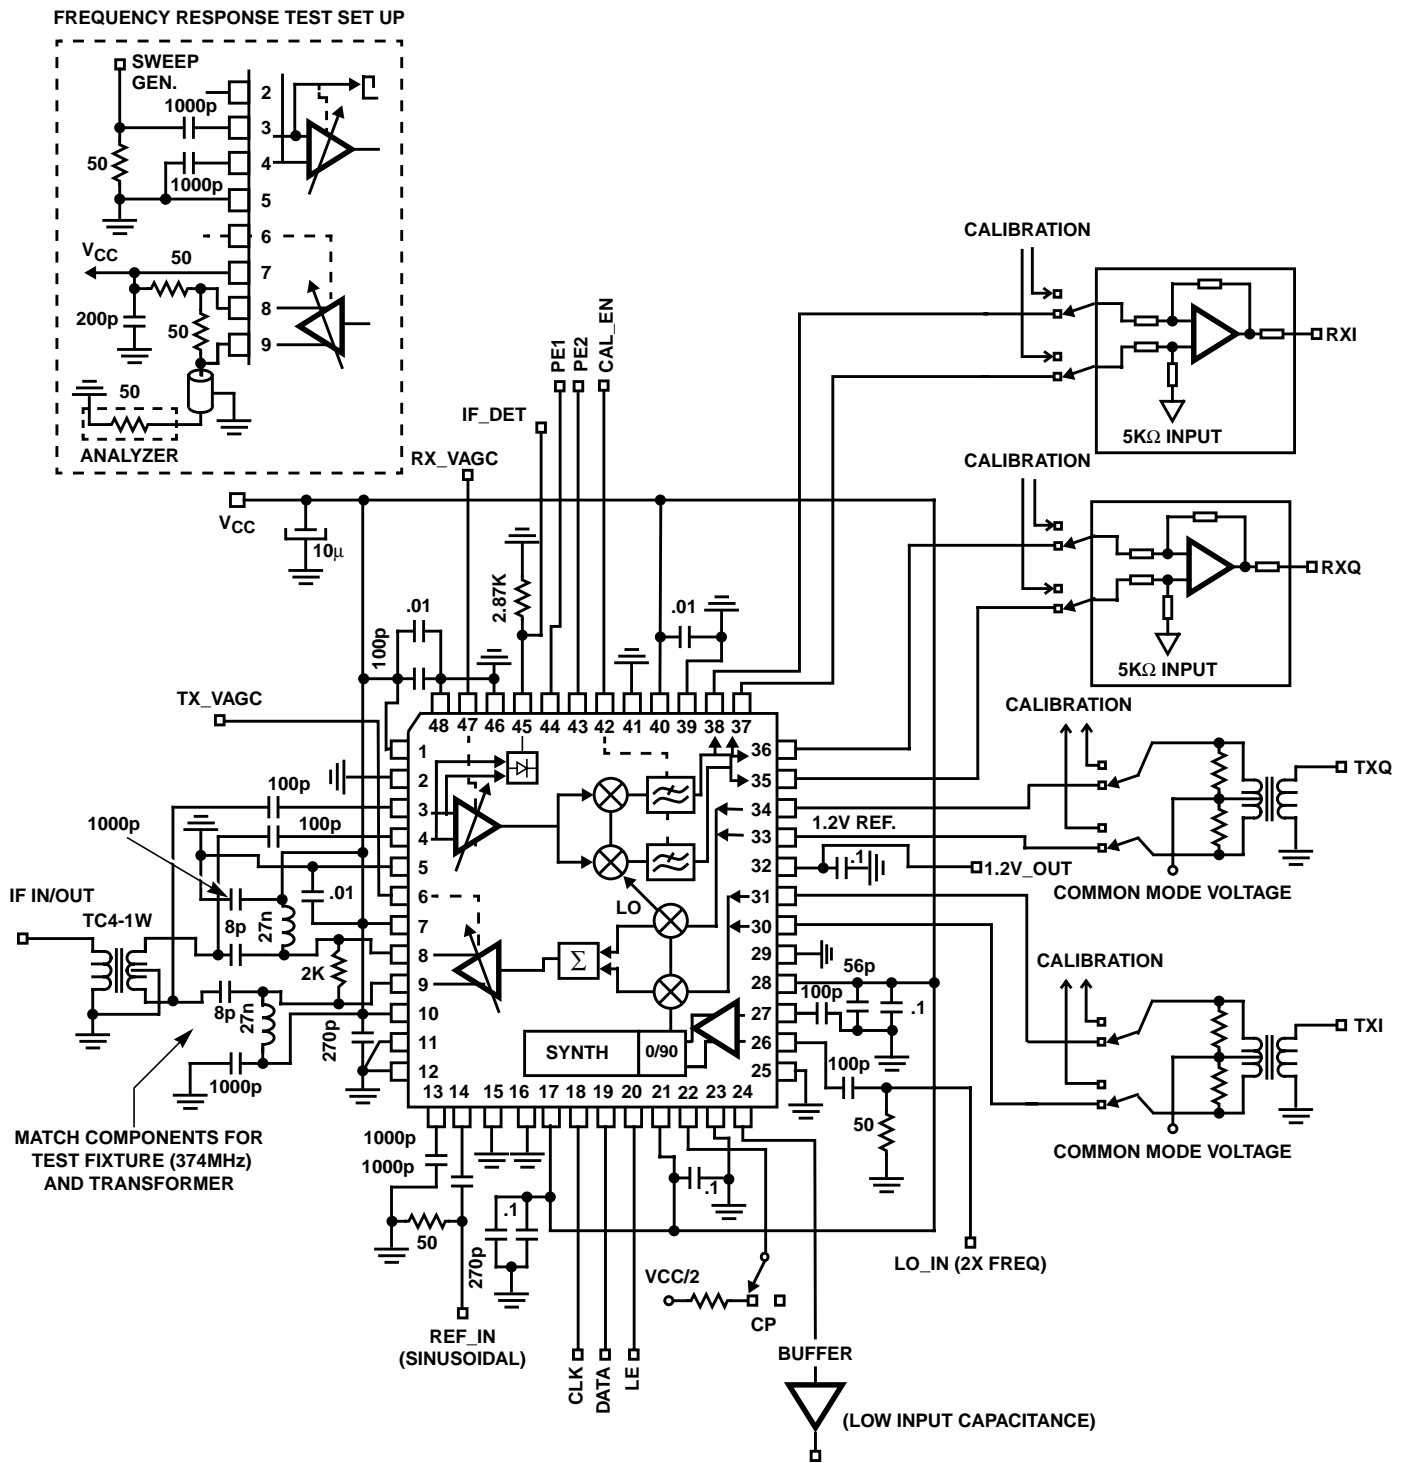 FREQUENCY RESPONSE TEST SET UP
SWEEP
GEN.
1000p
2
3
50
4
1000p
5
6
VCC
50
7
200p
50
8
9
50
ANALYZER
CALIBRATION
RXI
5KΩ INPUT
CALIBRATION
RXQ
5KΩ INPUT
PE1
PE2
CAL_EN
IF_DET
RX_VAGC
VCC
10µ
2.87K
.01
100p
.01
TX_VAGC
48
47
46
45
44
43
42
41
40
39
38
37
1
2
3
4
5
6
7
8
9
10
11
12
36
35
34
33
32
31
30
29
28
27
26
25
13
14
15
16
17
18
19
20
21
22
23
24
100p
100p
1000p
.01
IF IN/OUT
TC4-1W
8p
27n
2K
8p
27n
270p
1000p
MATCH COMPONENTS FOR
TEST FIXTURE (374MHz)
AND TRANSFORMER
LO
Σ
SYNTH
0/90
1.2V REF.
.1
1.2V_OUT
56p
100p
.1
100p
50
CALIBRATION
TXQ
COMMON MODE VOLTAGE
CALIBRATION
TXI
COMMON MODE VOLTAGE
1000p
1000p
50
.1
270p
.1
REF_IN
(SINUSOIDAL)
CLK
DATA
LE
VCC/2
CP
LO_IN (2X FREQ)
BUFFER
(LOW INPUT CAPACITANCE)